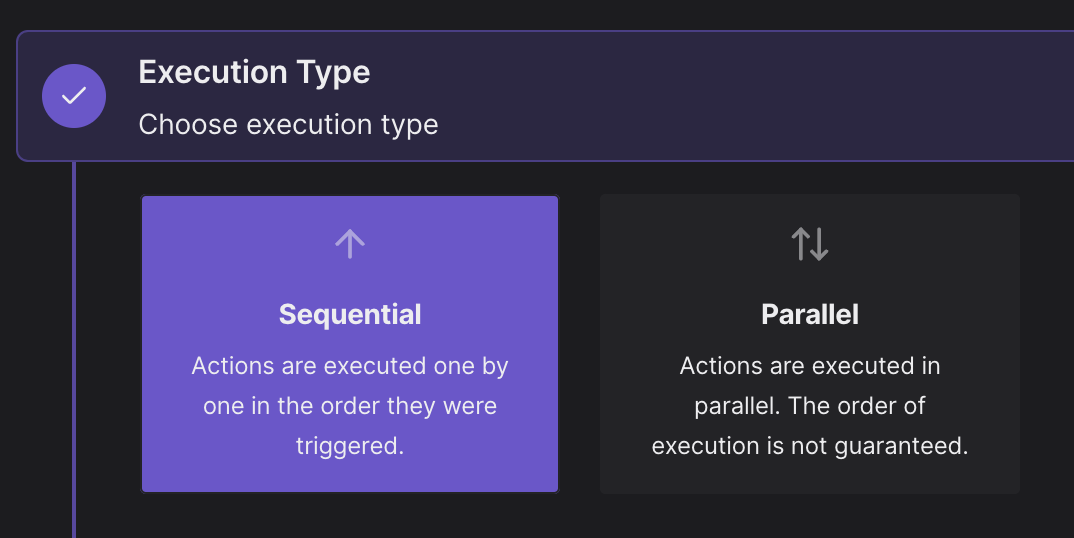 Execution Type
Choose execution type
Sequential
Actions are executed one by
one in the order they were
triggered.
Parallel
Actions are executed in
parallel. The order of
execution is not guaranteed.